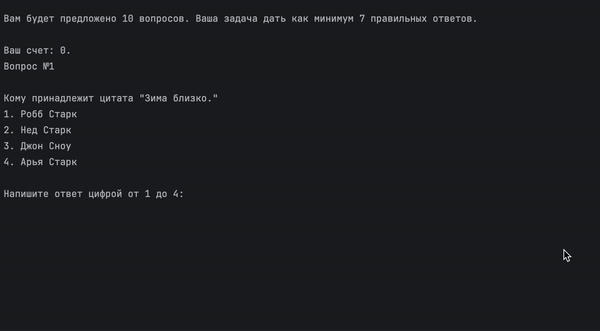 Вам будет предложено 10 вопросов. Ваша задача дать как минимум 7 правильных ответов.
Ваш счет: 0.
Вопрос №1
Кому принадлежит цитата "Зима близко."
1. Робб Старк
2. Нед Старк
3. Джон Сноу
4. Арья Старк
Напишите ответ цифрой от 1 до 4: